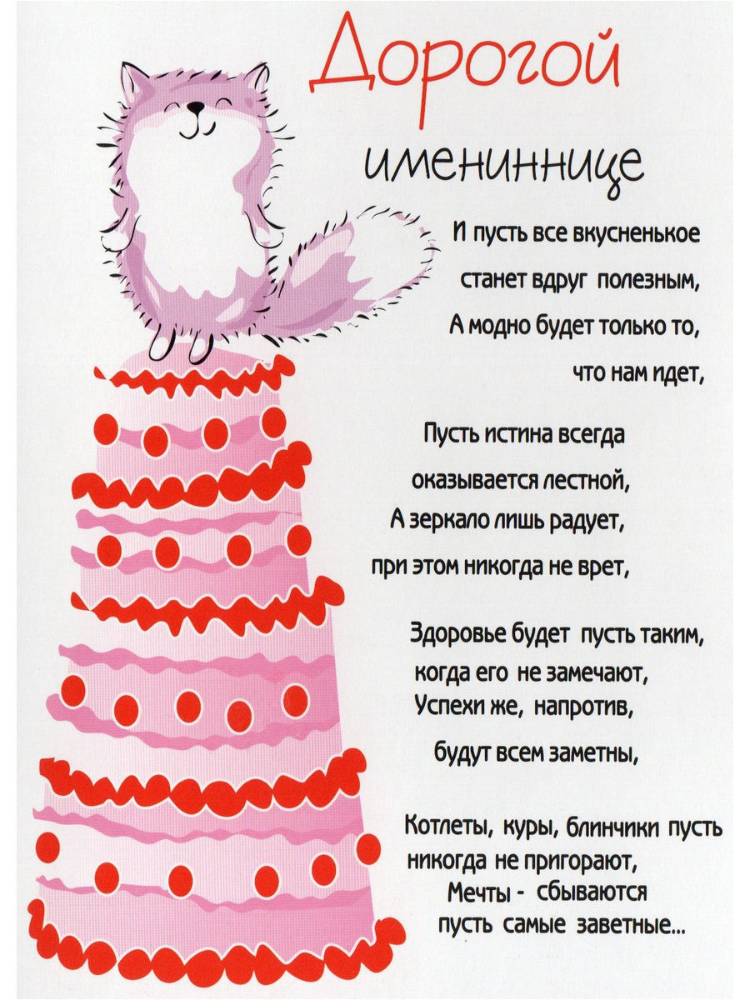 Дорогой
имениннице
И пусть все вкусненькое
станет вдруг полезным,
А модно будет только то,
что нам идет,
Пусть истина всегда
оказывается лестной,
А зеркало лишь радует,
при этом никогда не врет,
Здоровье будет пусть таким,
когда его не замечают,
Успехи же, напротив,
будут всем заметны,
Котлеты, куры, блинчики пусть
никогда не пригорают,
Мечты - сбываются
пусть самые заветные...